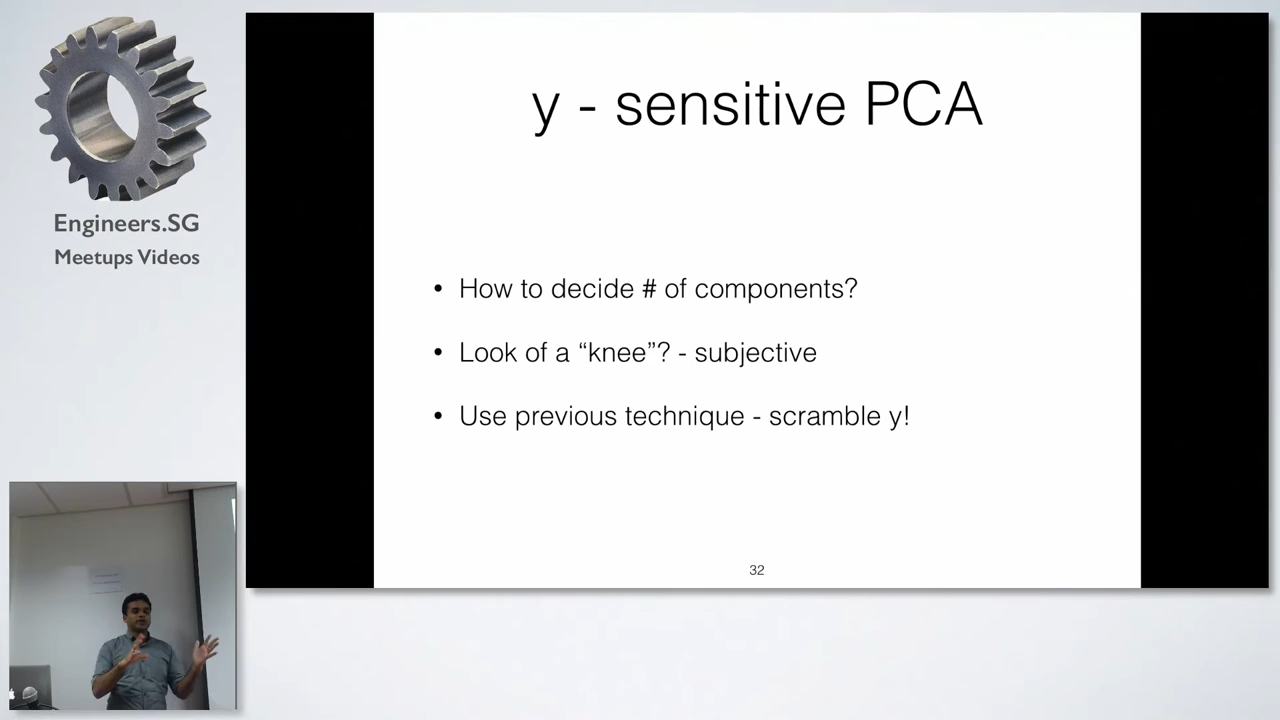 Engineers.SG
Meetups Videos
y - sensitive PCA
• How to decide # of components?
• Look of a “knee”? - subjective
• Use previous technique - scramble y!
32